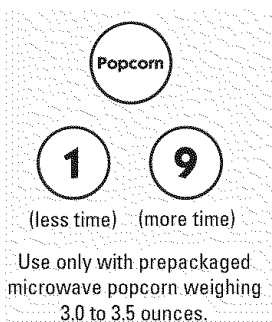 Popcorn
1 9
(less time) (more time)
Use only with prepackaged
microwave popcorn weighing
3.0 to 3.5 ounces.